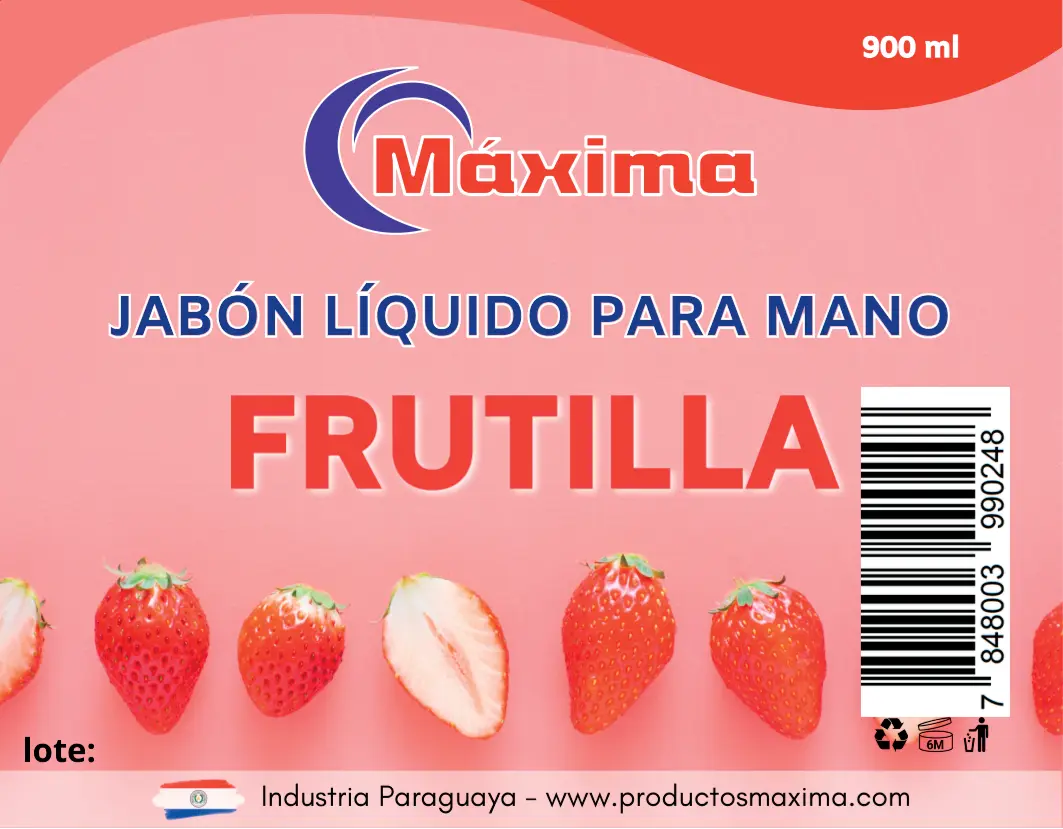 900 ml
Máxima
JABÓN LÍQUIDO PARA MANO
FRUTILLA
7 848003 990248
6M
lote:
Industria Paraguaya - www.productosmaxima.com